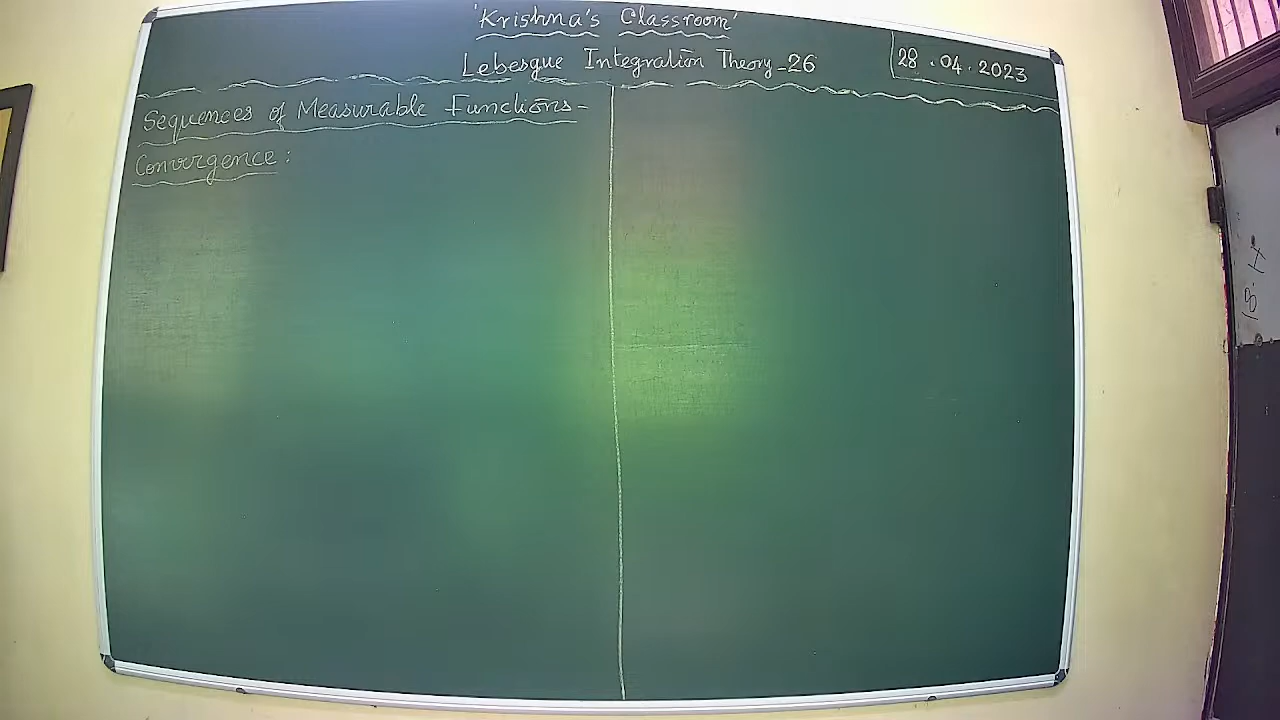 'Krishna's Classroom'
Lebesgue Integration Theory - 26
28.04.2023
Sequences of Measurable Functions -
Convergence :